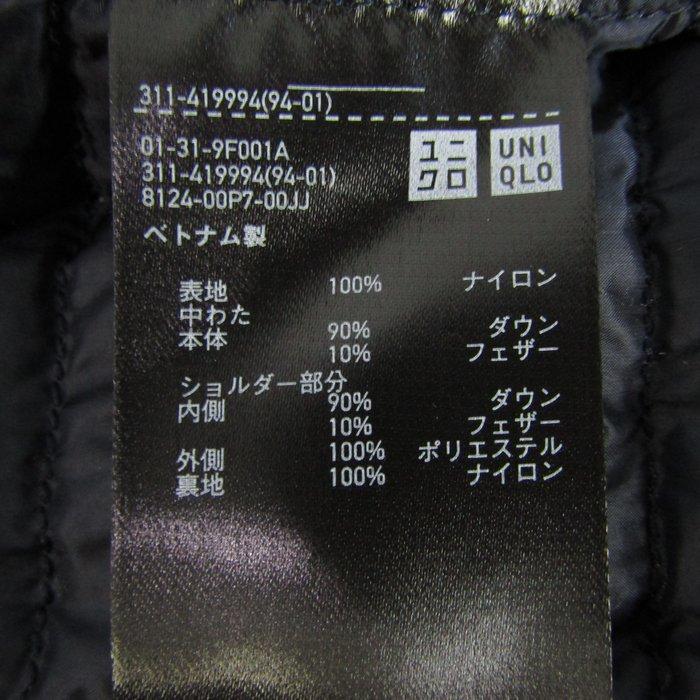 311-419994(94-01)
01-31-9F001A
311-419994(94-01)
8124-00P7-00JJ
ユニ
クロ
UNI
QLO
ベトナム製
表地 100% ナイロン
中わた
本体 90% ダウン
10% フェザー
ショルダー部分
内側 90% ダウン
10% フェザー
外側 100% ポリエステル
裏地 100% ナイロン